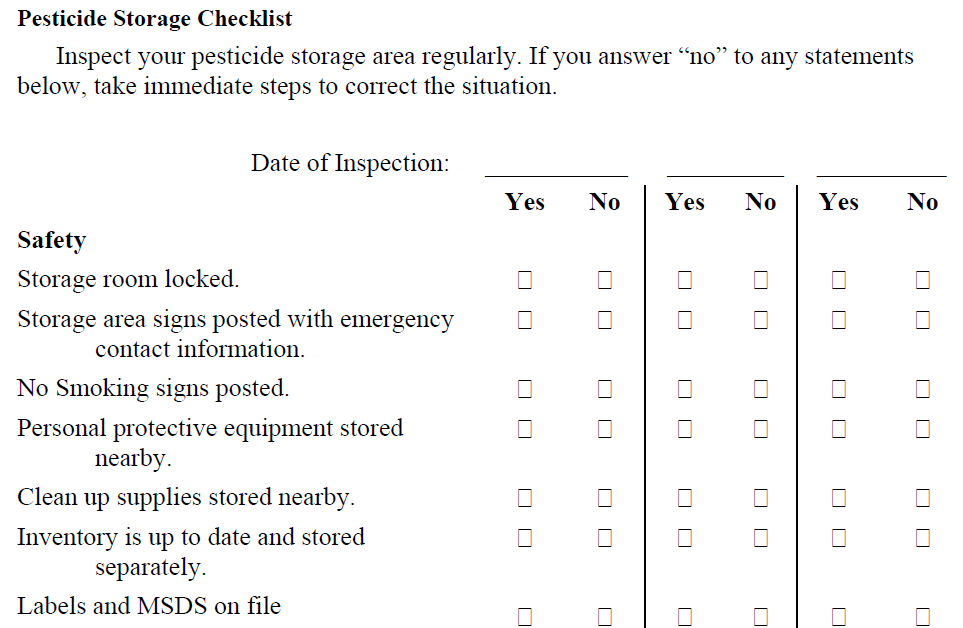 Pesticide Storage Checklist
Inspect your pesticide storage area regularly. If you answer “no” to any statements
below, take immediate steps to correct the situation.
Date of Inspection:
Yes No Yes No Yes No
Safety
Storage room locked.
Storage area signs posted with emergency
contact information.
No Smoking signs posted.
Personal protective equipment stored
nearby.
Clean up supplies stored nearby.
Inventory is up to date and stored
separately.
Labels and MSDS on file